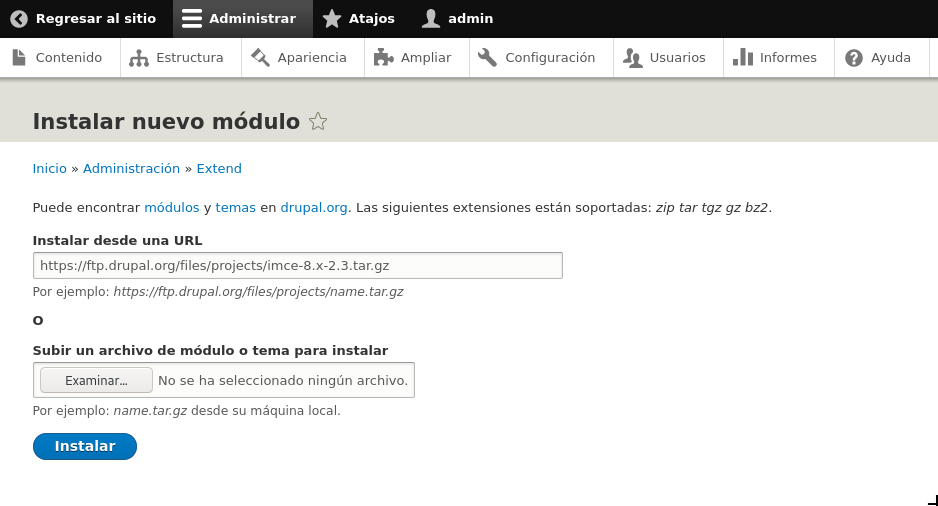 Regresar al sitio Administrar Atajos admin
Contenido Estructura Apariencia Ampliar Configuración Usuarios Informes Ayuda
Instalar nuevo módulo
Inicio » Administración » Extend
Puede encontrar módulos y temas en drupal.org. Las siguientes extensiones están soportadas: zip tar tgz gz bz2.
Instalar desde una URL
https://ftp.drupal.org/files/projects/imce-8.x-2.3.tar.gz
Por ejemplo: https://ftp.drupal.org/files/projects/name.tar.gz
O
Subir un archivo de módulo o tema para instalar
Examinar... No se ha seleccionado ningún archivo.
Por ejemplo: name.tar.gz desde su máquina local.
Instalar